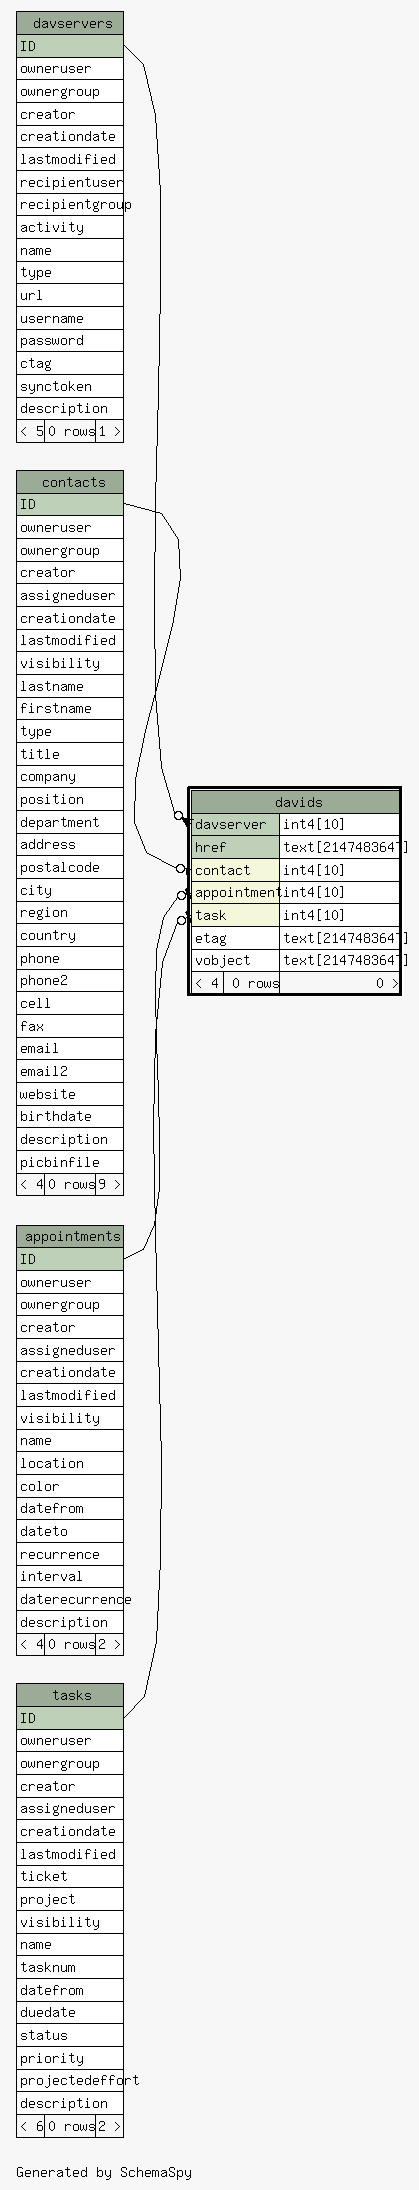 davservers
ID
owneruser
ownergroup
creator
creationdate
lastmodified
recipientuser
recipientgroup
activity
name
type
url
username
password
ctag
synctoken
description
< 5 0 rows 1 >
contacts
ID
owneruser
ownergroup
creator
assigneduser
creationdate
lastmodified
visibility
lastname
firstname
type
title
company
position
department
address
postalcode
city
region
country
phone
phone2
cell
fax
email
email2
website
birthdate
description
picbinfile
< 4 0 rows 9 >
davids
davserver int4[10]
href text[2147483647]
contact int4[10]
appointment int4[10]
task int4[10]
etag text[2147483647]
vobject text[2147483647]
< 4 0 rows 0 >
appointments
ID
owneruser
ownergroup
creator
assigneduser
creationdate
lastmodified
visibility
name
location
color
datefrom
dateto
recurrence
interval
daterecurrence
description
< 4 0 rows 2 >
tasks
ID
owneruser
ownergroup
creator
assigneduser
creationdate
lastmodified
ticket
project
visibility
name
tasknum
datefrom
duedate
status
priority
projectedeffort
description
< 6 0 rows 2 >
Generated by SchemaSpy